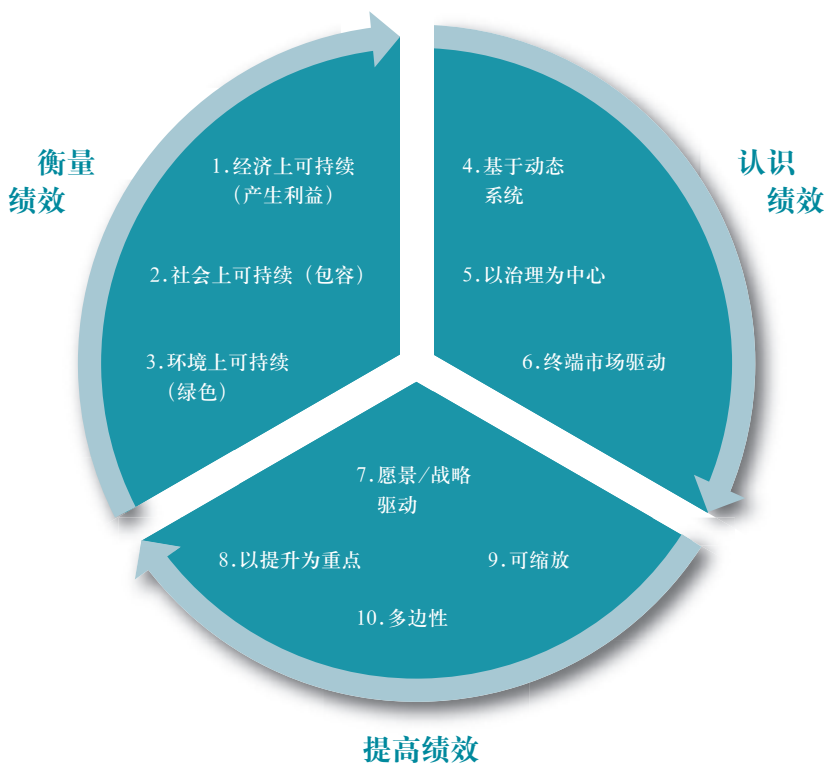 衡量
绩效
1.经济上可持续
（产生利益）
2.社会上可持续（包容）
3.环境上可持续
（绿色）
认识
绩效
4.基于动态
系统
5.以治理为中心
6.终端市场驱动
7.愿景/战略
驱动
8.以提升为重点
9.可缩放
10.多边性
提高绩效